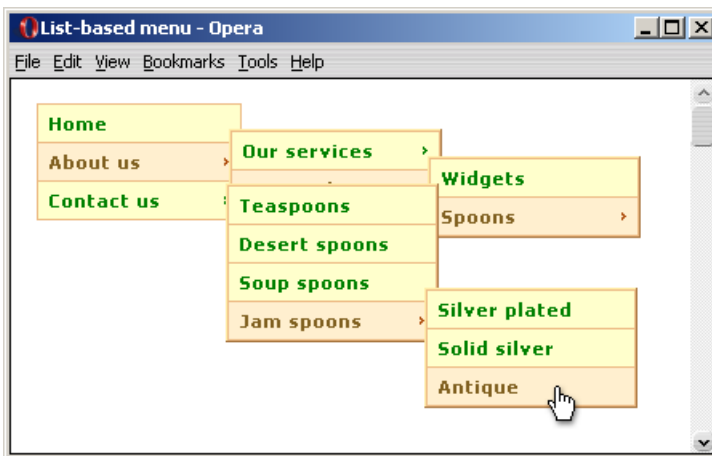 List-based menu - Opera
File Edit View Bookmarks Tools Help
Home
About us
Contact us
Our services
Widgets
Spoons
Teaspoons
Desert spoons
Soup spoons
Jam spoons
Silver plated
Solid silver
Antique